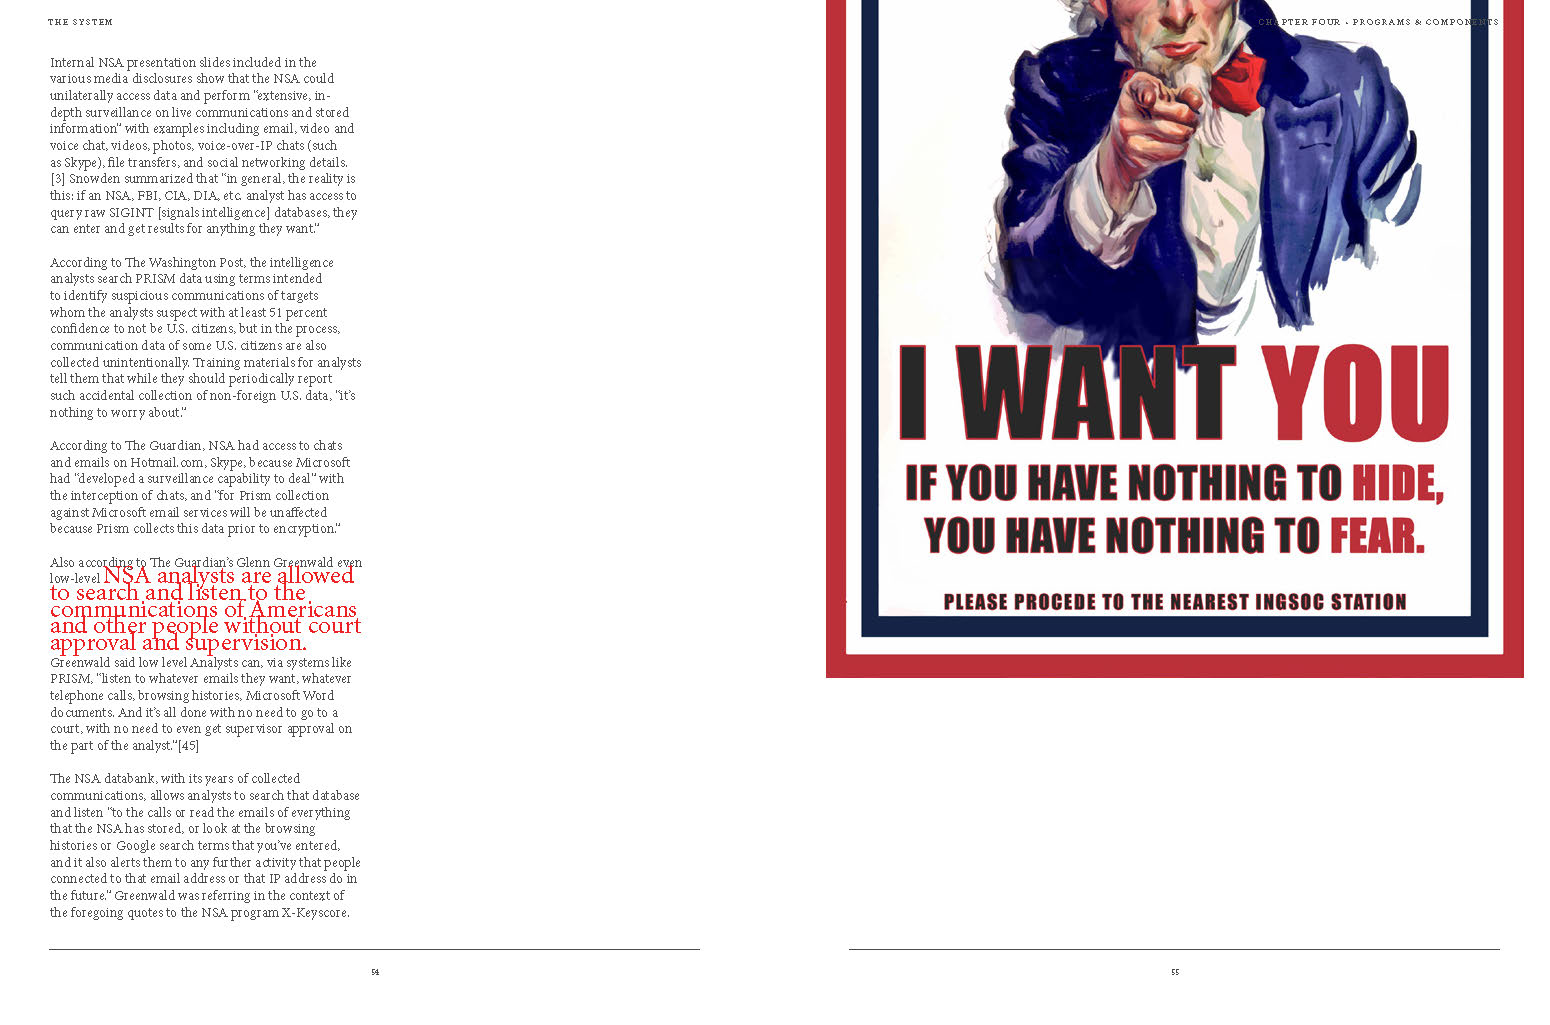 THE SYSTEM
Internal NSA presentation slides included in the
various media disclosures show that the NSA could
unilaterally access data and perform “extensive, in-
depth surveillance on live communications and stored
information” with examples including email, video and
voice chat, videos, photos, voice-over-IP chats (such
as Skype), file transfers, and social networking details.
[3] Snowden summarized that “in general, the reality is
this: if an NSA, FBI, CIA, DIA, etc. analyst has access to
query raw SIGINT [signals intelligence] databases, they
can enter and get results for anything they want.”
According to The Washington Post, the intelligence
analysts search PRISM data using terms intended
to identify suspicious communications of targets
whom the analysts suspect with at least 51 percent
confidence to not be U.S. citizens, but in the process,
communication data of some U.S. citizens are also
collected unintentionally. Training materials for analysts
tell them that while they should periodically report
such accidental collection of non-foreign U.S. data, “it’s
nothing to worry about.”
According to The Guardian, NSA had access to chats
and emails on Hotmail.com, Skype, because Microsoft
had “developed a surveillance capability to deal” with
the interception of chats, and “for Prism collection
against Microsoft email services will be unaffected
because Prism collects this data prior to encryption.”
Also according to The Guardian’s Glenn Greenwald even
low-level NSA analysts are allowed
to search and listen to the
communications of Americans
and other people without court
approval and supervision.
Greenwald said low level Analysts can, via systems like
PRISM, “listen to whatever emails they want, whatever
telephone calls, browsing histories, Microsoft Word
documents. And it’s all done with no need to go to a
court, with no need to even get supervisor approval on
the part of the analyst.”[45]
The NSA databank, with its years of collected
communications, allows analysts to search that database
and listen “to the calls or read the emails of everything
that the NSA has stored, or look at the browsing
histories or Google search terms that you’ve entered,
and it also alerts them to any further activity that people
connected to that email address or that IP address do in
the future.” Greenwald was referring in the context of
the foregoing quotes to the NSA program X-Keyscore.
54
CHAPTER FOUR • PROGRAMS & COMPONENTS
I WANT YOU
IF YOU HAVE NOTHING TO HIDE,
YOU HAVE NOTHING TO FEAR.
PLEASE PROCEDE TO THE NEAREST INGSOC STATION
55